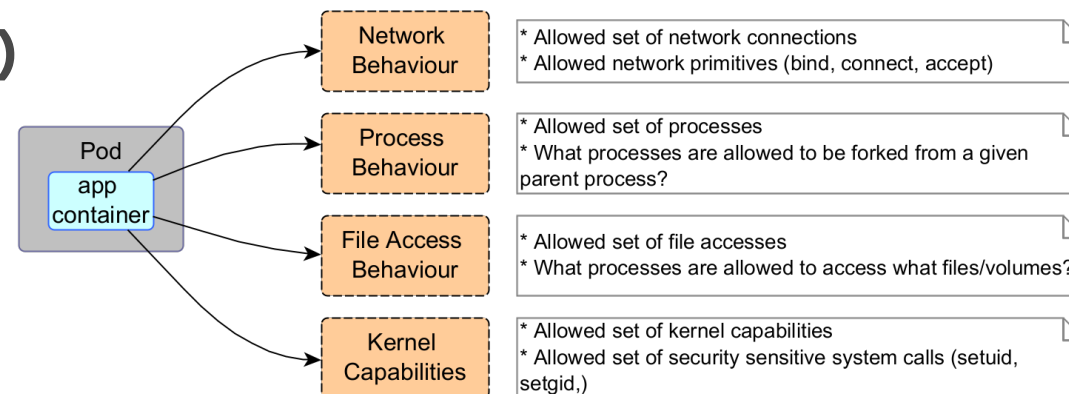 )
Network
Behaviour
* Allowed set of network connections
* Allowed network primitives (bind, connect, accept)
Pod
app
container
Process
Behaviour
* Allowed set of processes
* What processes are allowed to be forked from a given
parent process?
File Access
Behaviour
* Allowed set of file accesses
* What processes are allowed to access what files/volumes?
Kernel
Capabilities
* Allowed set of kernel capabilities
* Allowed set of security sensitive system calls (setuid,
setgid,)